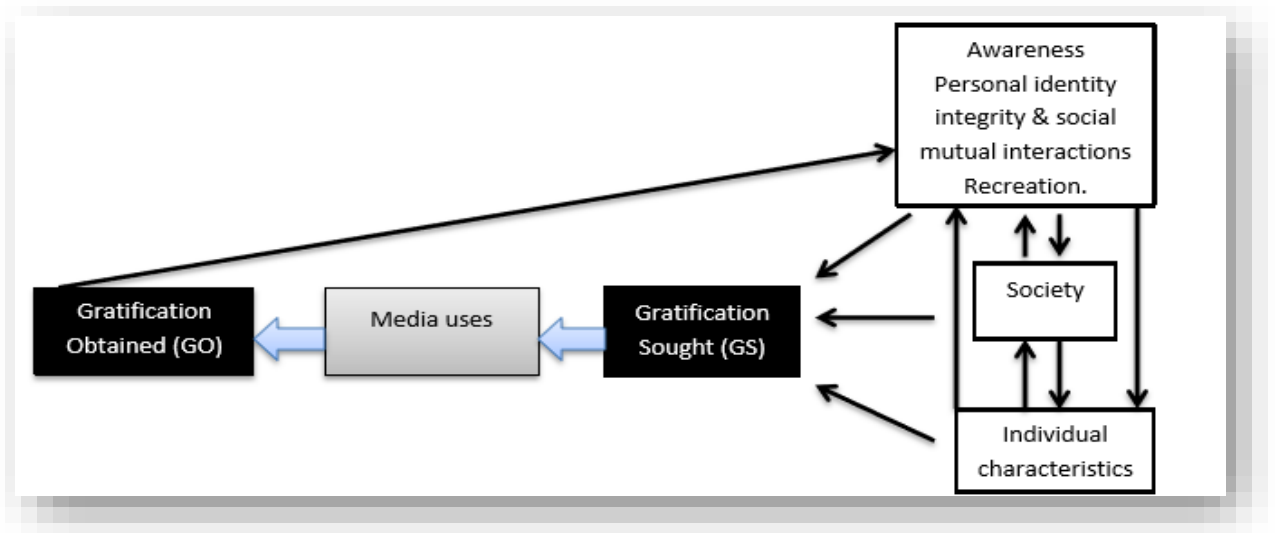 Awareness
Personal identity
integrity & social
mutual interactions
Recreation.
Society
Individual
characteristics
Gratification
Sought (GS)
Media uses
Gratification
Obtained (GO)